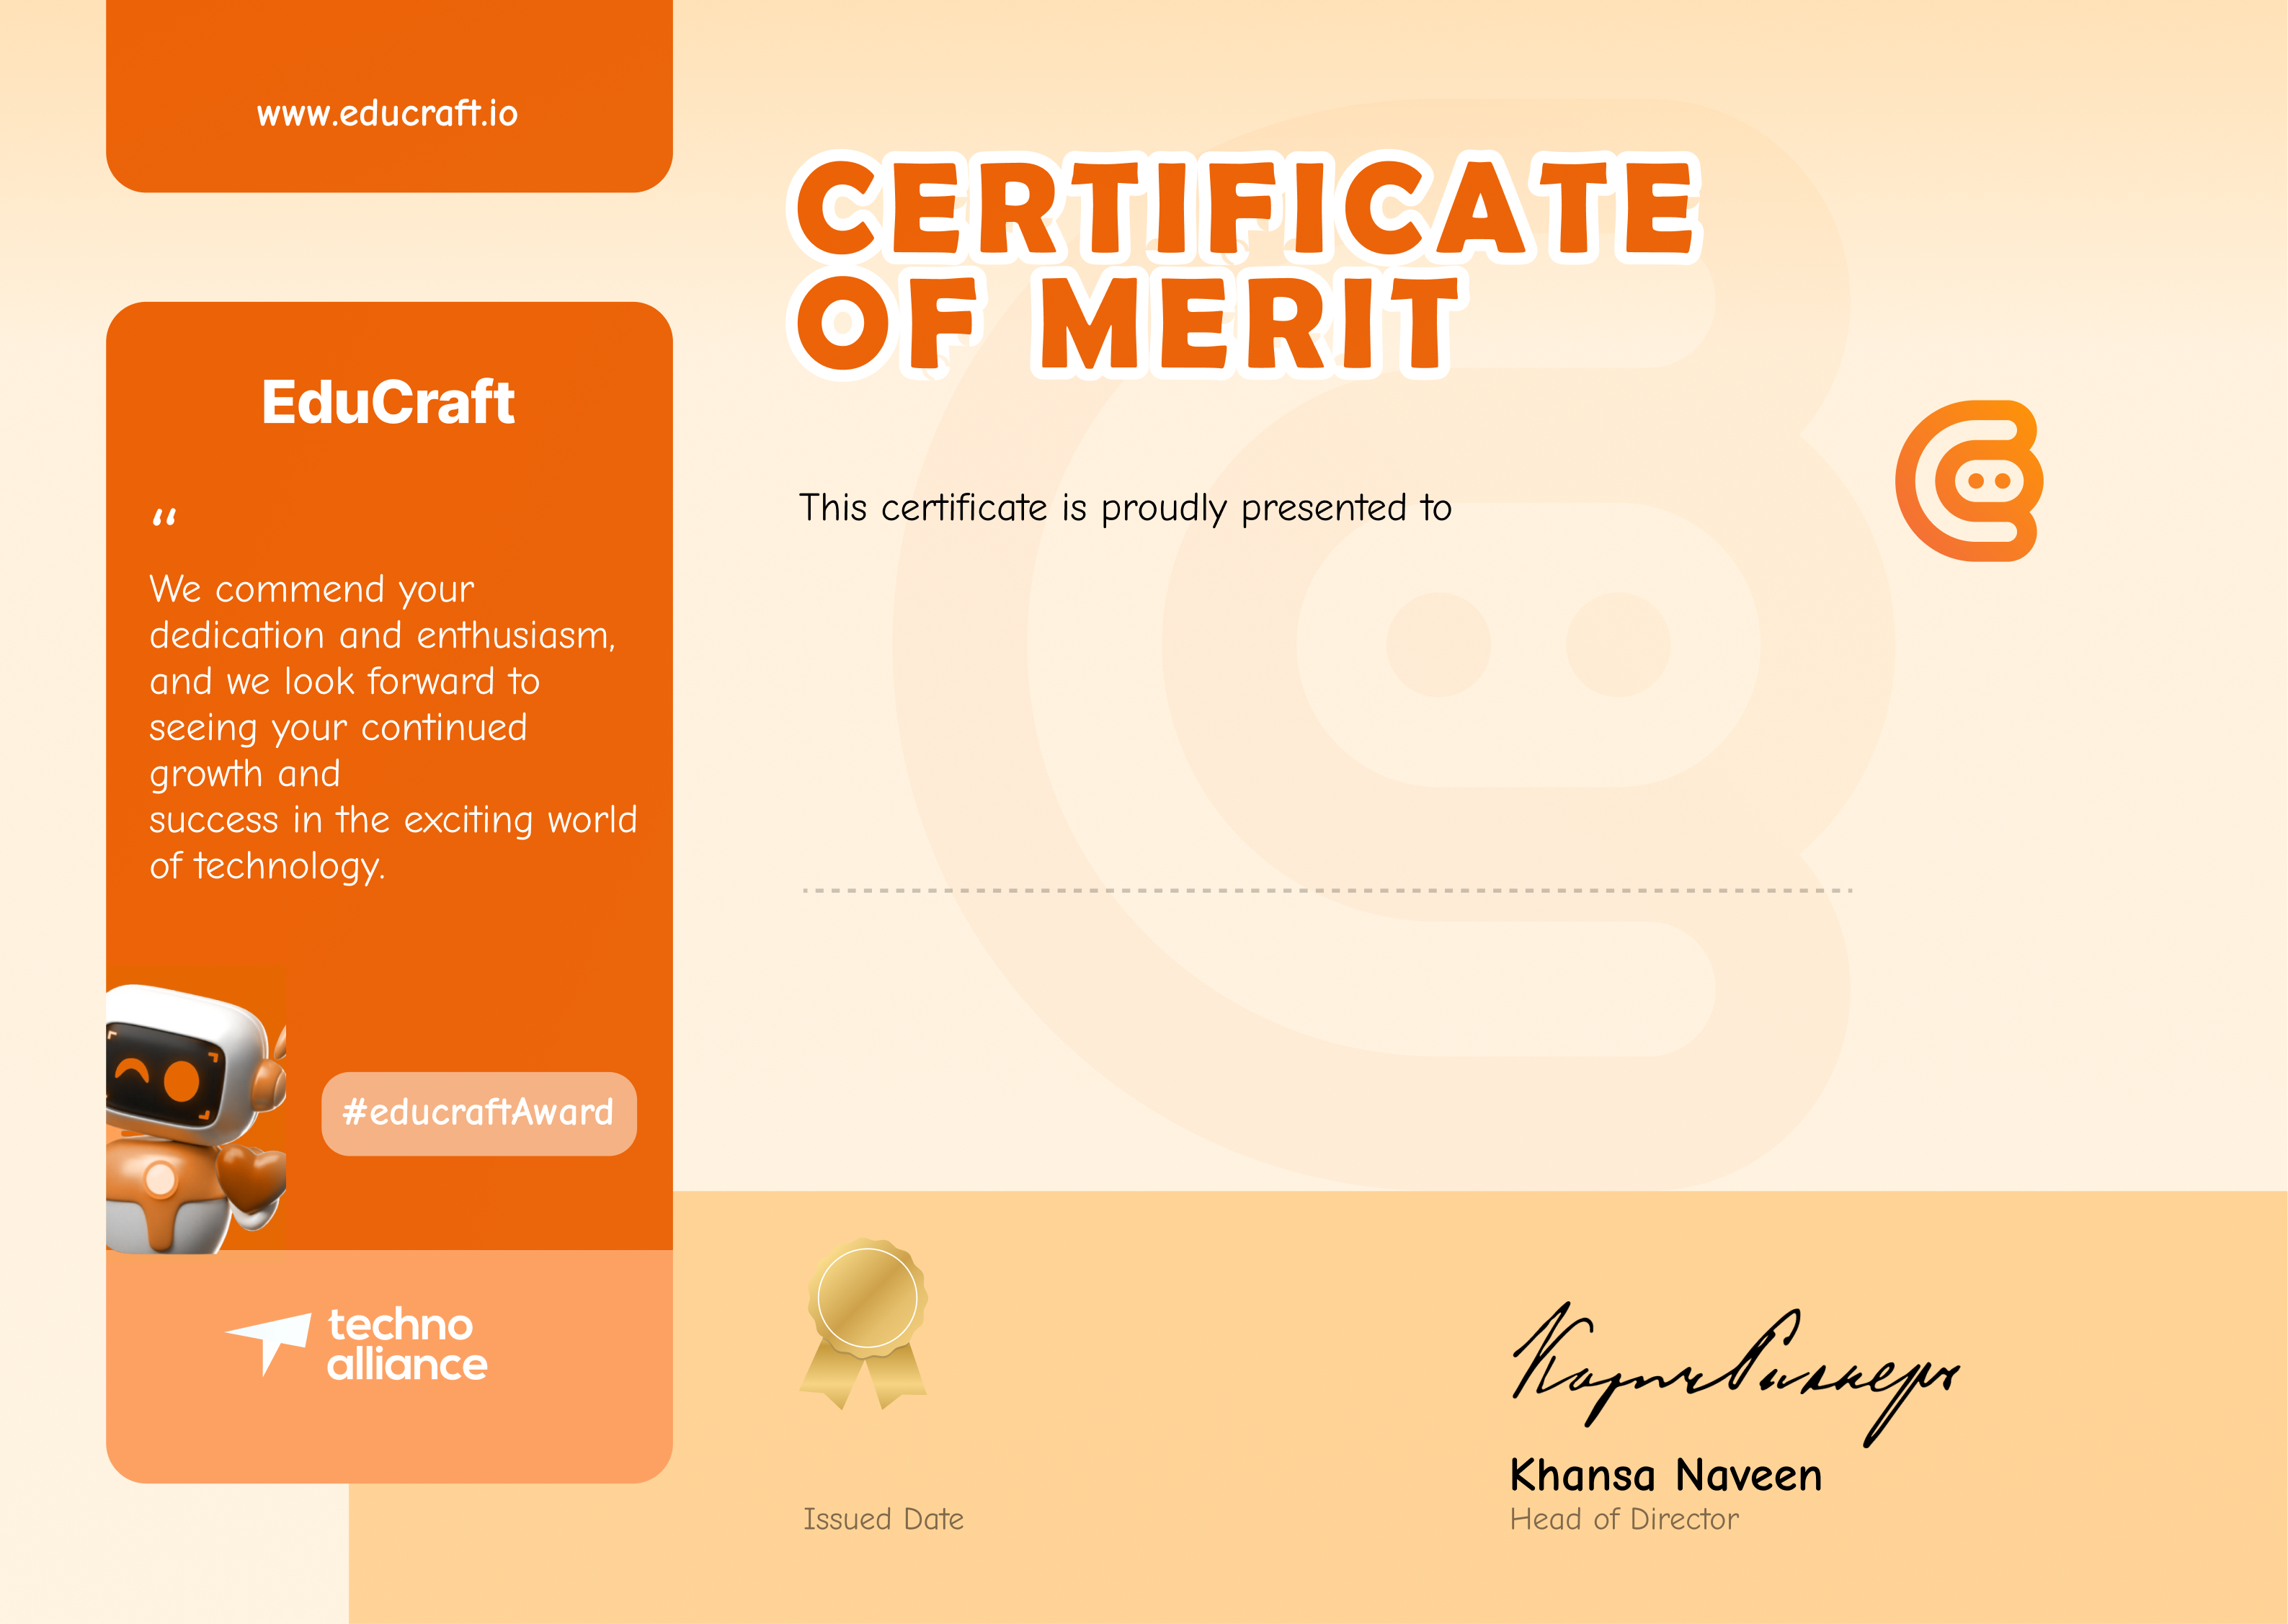 www.educraft.io
CERTIFICATE
OF MERIT
EduCraft
“
We commend your
dedication and enthusiasm,
and we look forward to
seeing your continued
growth and
success in the exciting world
of technology.
#educraftAward
techno
alliance
This certificate is proudly presented to
Issued Date
Khansa Naveen
Head of Director